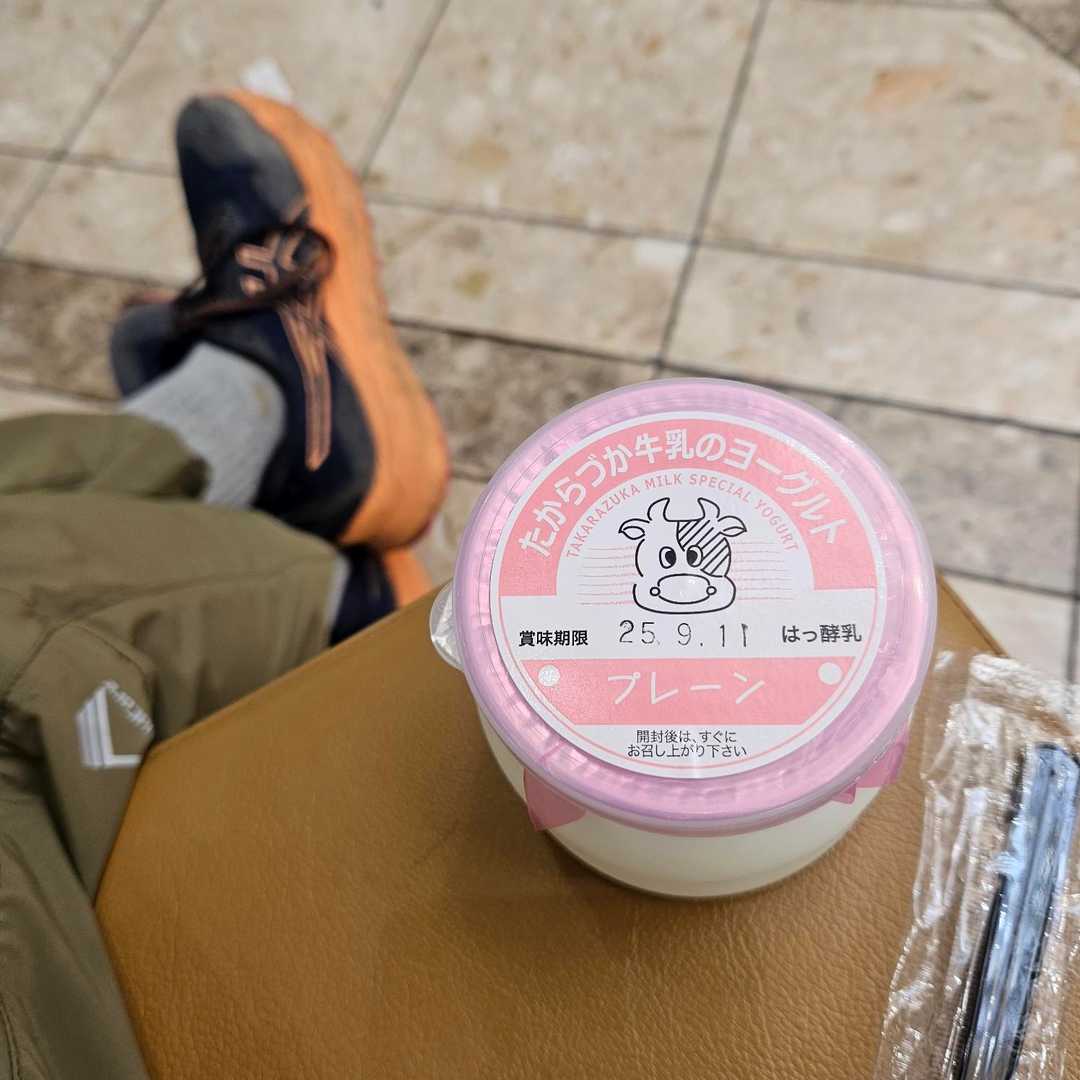 たからづか牛乳のヨーグルト
TAKARAZUKA MILK SPECIAL YOGURT
賞味期限 25.9.11 はっ酵乳
プレーン
開封後は、すぐに
お召し上がり下さい